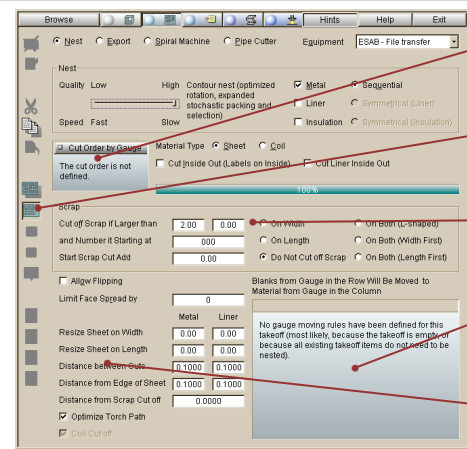 Browse Hints Help Exit
Nest Export Spiral Machine Pipe Cutter Equipment ESAB - File transfer
Nest
Quality Low High Contour nest (optimized rotation, expanded stochastic packing and selection)
Speed Fast Slow
Metal Sequential
Liner Symmetrical (Liner)
Insulation Symmetrical (Insulation)
Cut Order by Gauge
The cut order is not
defined.
Material Type Sheet Coil
Cut Inside Out (Labels on Inside) Cut Liner Inside Out
100%
Scrap
Cut off Scrap if Larger than 2.00 0.00 On Width On Both (L-shaped)
and Number it Starting at 000 On Length On Both (Width First)
Start Scrap Cut Add 0.00 Do Not Cut off Scrap On Both (Length First)
Allow Flipping
Limit Face Spread by 0
Metal Liner
Resize Sheet on Width 0.00 0.00
Resize Sheet on Length 0.00 0.00
Distance between Cuts 0.1000 0.1000
Distance from Edge of Sheet 0.1000 0.1000
Distance from Scrap Cut off 0.0000
Optimize Torch Path
Coil Cut off
Blanks from Gauge in the Row Will Be Moved to
Material from Gauge in the Column
No gauge moving rules have been defined for this
takeoff (most likely, because the takeoff is empty, or
because all existing takeoff items do not need to be
nested).